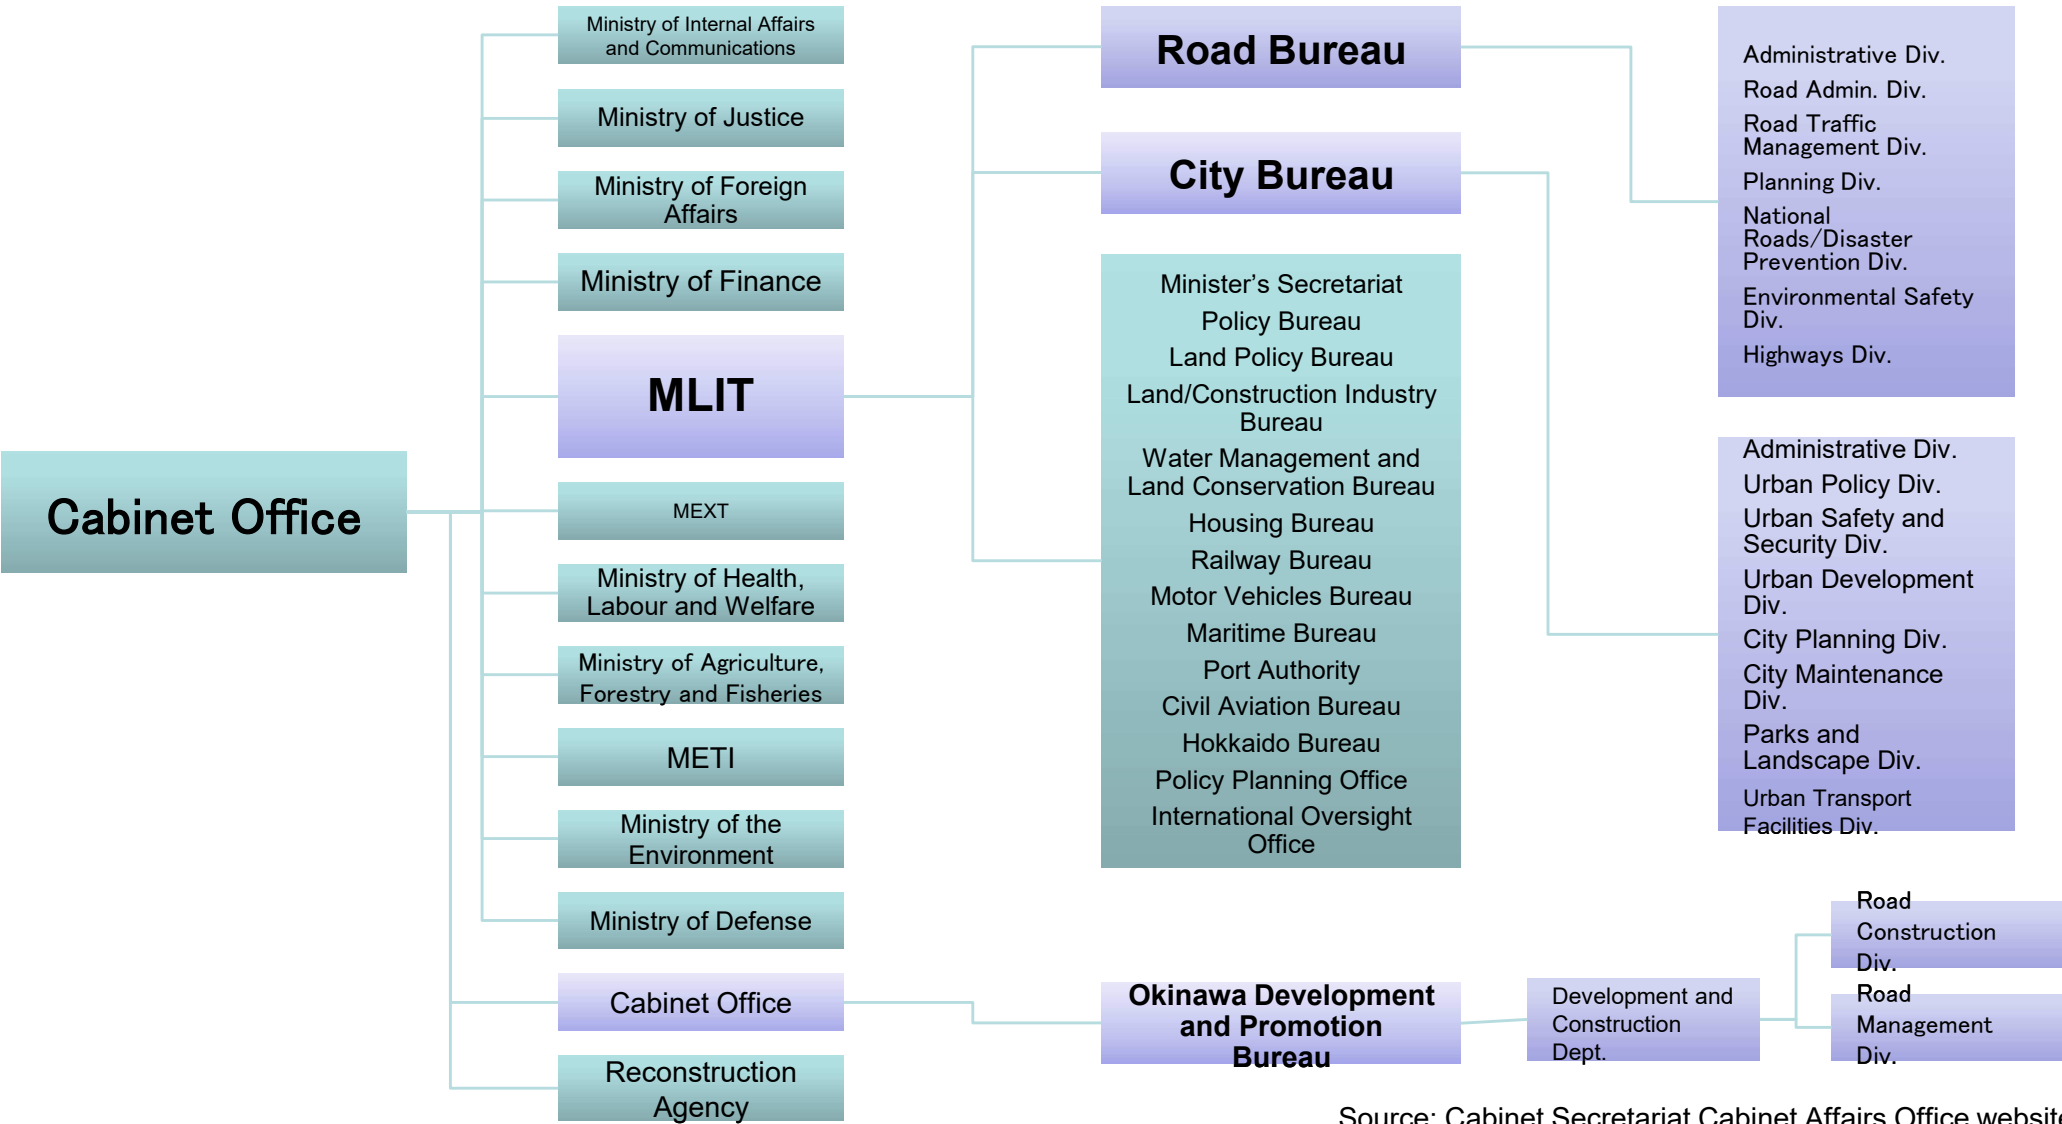 Cabinet Office
Ministry of Internal Affairs
and Communications
Ministry of Justice
Ministry of Foreign
Affairs
Ministry of Finance
MLIT
MEXT
Ministry of Health,
Labour and Welfare
Ministry of Agriculture,
Forestry and Fisheries
METI
Ministry of the
Environment
Ministry of Defense
Cabinet Office
Reconstruction
Agency
Road Bureau
City Bureau
Minister’s Secretariat
Policy Bureau
Land Policy Bureau
Land/Construction Industry
Bureau
Water Management and
Land Conservation Bureau
Housing Bureau
Railway Bureau
Motor Vehicles Bureau
Maritime Bureau
Port Authority
Civil Aviation Bureau
Hokkaido Bureau
Policy Planning Office
International Oversight
Office
Okinawa Development
and Promotion
Bureau
Administrative Div.
Road Admin. Div.
Road Traffic
Management Div.
Planning Div.
National
Roads/Disaster
Prevention Div.
Environmental Safety
Div.
Highways Div.
Administrative Div.
Urban Policy Div.
Urban Safety and
Security Div.
Urban Development
Div.
City Planning Div.
City Maintenance
Div.
Parks and
Landscape Div.
Urban Transport
Facilities Div.
Development and
Construction
Dept.
Road
Construction
Div.
Road
Management
Div.
Source: Cabinet Secretariat Cabinet Affairs Office website